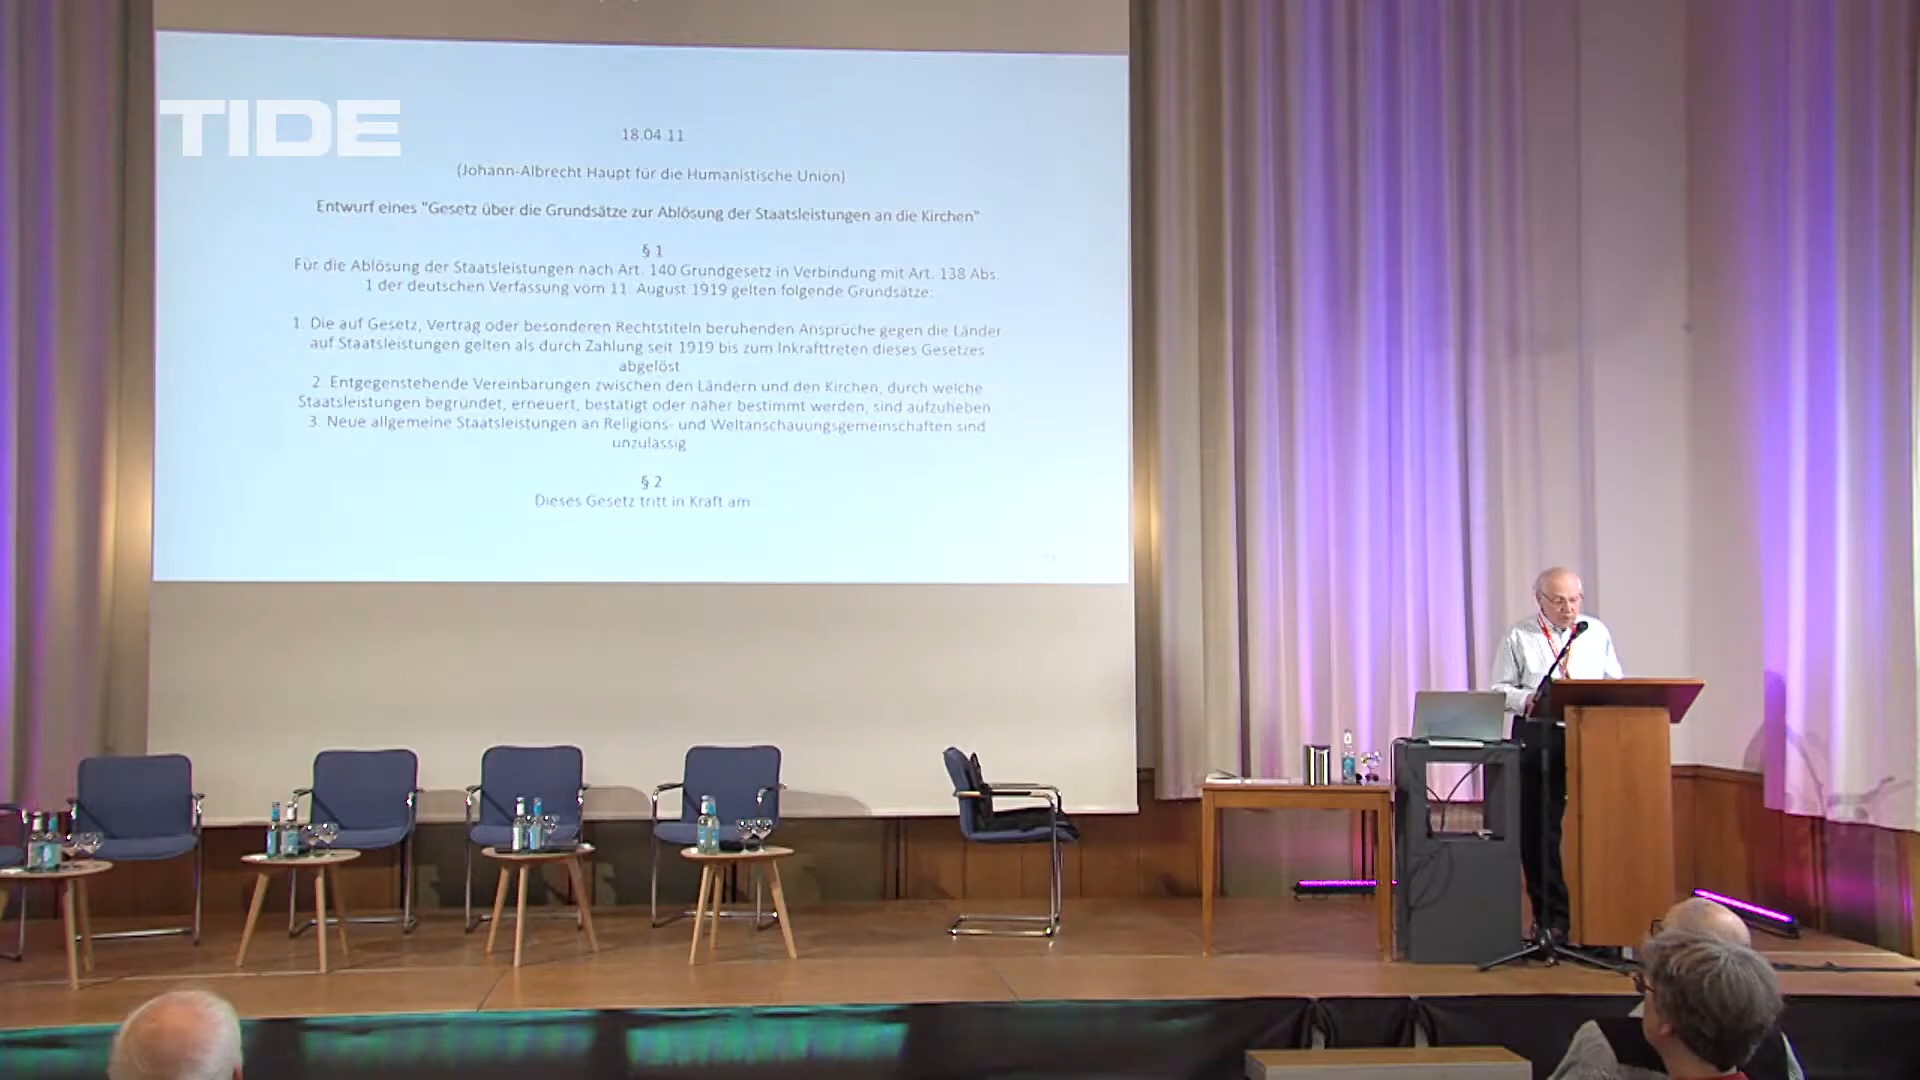 TIDE
18.04.11
(Johann-Albrecht Haupt für die Humanistische Union)
Entwurf eines "Gesetz über die Grundsätze zur Ablösung der Staatsleistungen an die Kirchen"
§ 1
Für die Ablösung der Staatsleistungen nach Art. 140 Grundgesetz in Verbindung mit Art. 138 Abs.
1 der deutschen Verfassung vom 11. August 1919 gelten folgende Grundsätze:
1. Die auf Gesetz, Vertrag oder besonderen Rechtstiteln beruhenden Ansprüche gegen die Länder
auf Staatsleistungen gelten als durch Zahlung seit 1919 bis zum Inkrafttreten dieses Gesetzes
abgelöst
2. Entgegenstehende Vereinbarungen zwischen den Ländern und den Kirchen, durch welche
Staatsleistungen begründet, erneuert, bestätigt oder näher bestimmt werden, sind aufzuheben
3. Neue allgemeine Staatsleistungen an Religions- und Weltanschauungsgemeinschaften sind
unzulässig
§ 2
Dieses Gesetz tritt in Kraft am